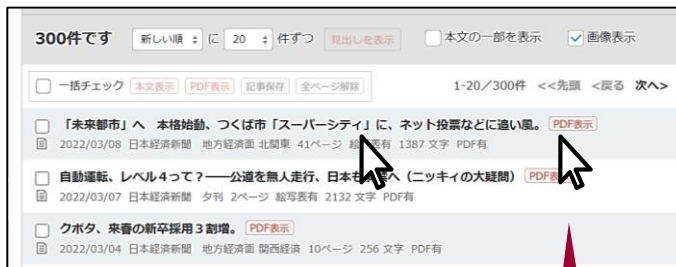 300件です 新しい順 に 20 件ずつ 見出しを表示 本文の一部を表示 画像表示
一括チェック 本文表示 PDF表示 記事保存 全ページ解除 1-20/300件 <<先頭 <戻る 次へ>
「未来都市」へ 本格始動、つくば市「スーパーシティ」に、ネット投票などに追い風。 PDF表示
2022/03/08 日本経済新聞 地方経済面 北関東 41ページ 絵写表有 1387 文字 PDF有
自動運転、レベル4って?――公道を無人走行、日本も へ(ニッキィの大疑問) PDF表
2022/03/07 日本経済新聞 夕刊 2ページ 絵写表有 2132 文字 PDF有
クボタ、来春の新卒採用3割増。 PDF表示
2022/03/04 日本経済新聞 地方経済面 関西経済 10ページ 256 文字 PDF有